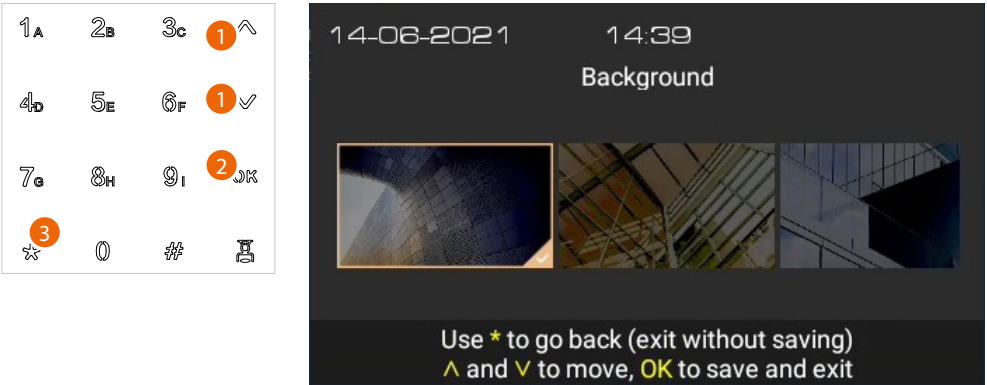 1A 2B 3C 1 ∧
4D 5E 6F 1 ∨
7G 8H 9I 2 OK
3 * 0 #
14-06-2021 14:39
Background
Use * to go back (exit without saving)
∧ and ∨ to move, OK to save and exit